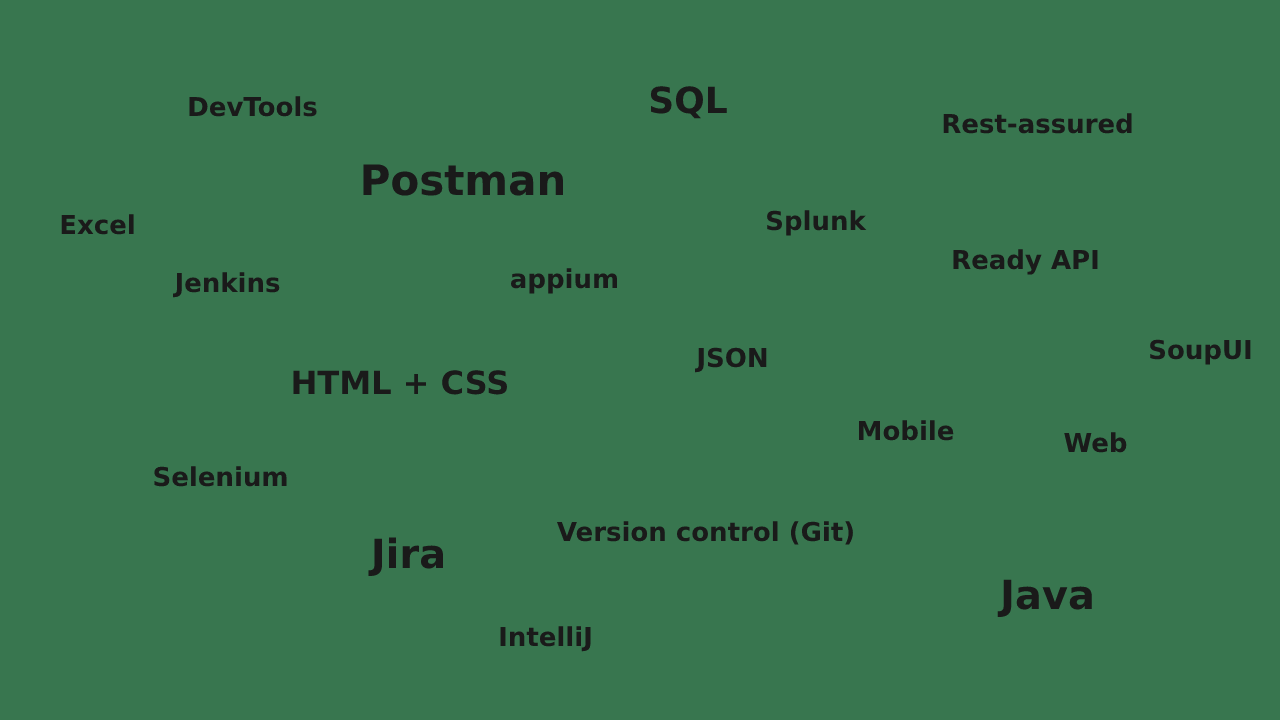 DevTools
SQL
Rest-assured
Postman
Excel
Splunk
Ready API
Jenkins
appium
JSON
SoupUI
HTML + CSS
Mobile
Web
Selenium
Version control (Git)
Jira
Java
IntelliJ